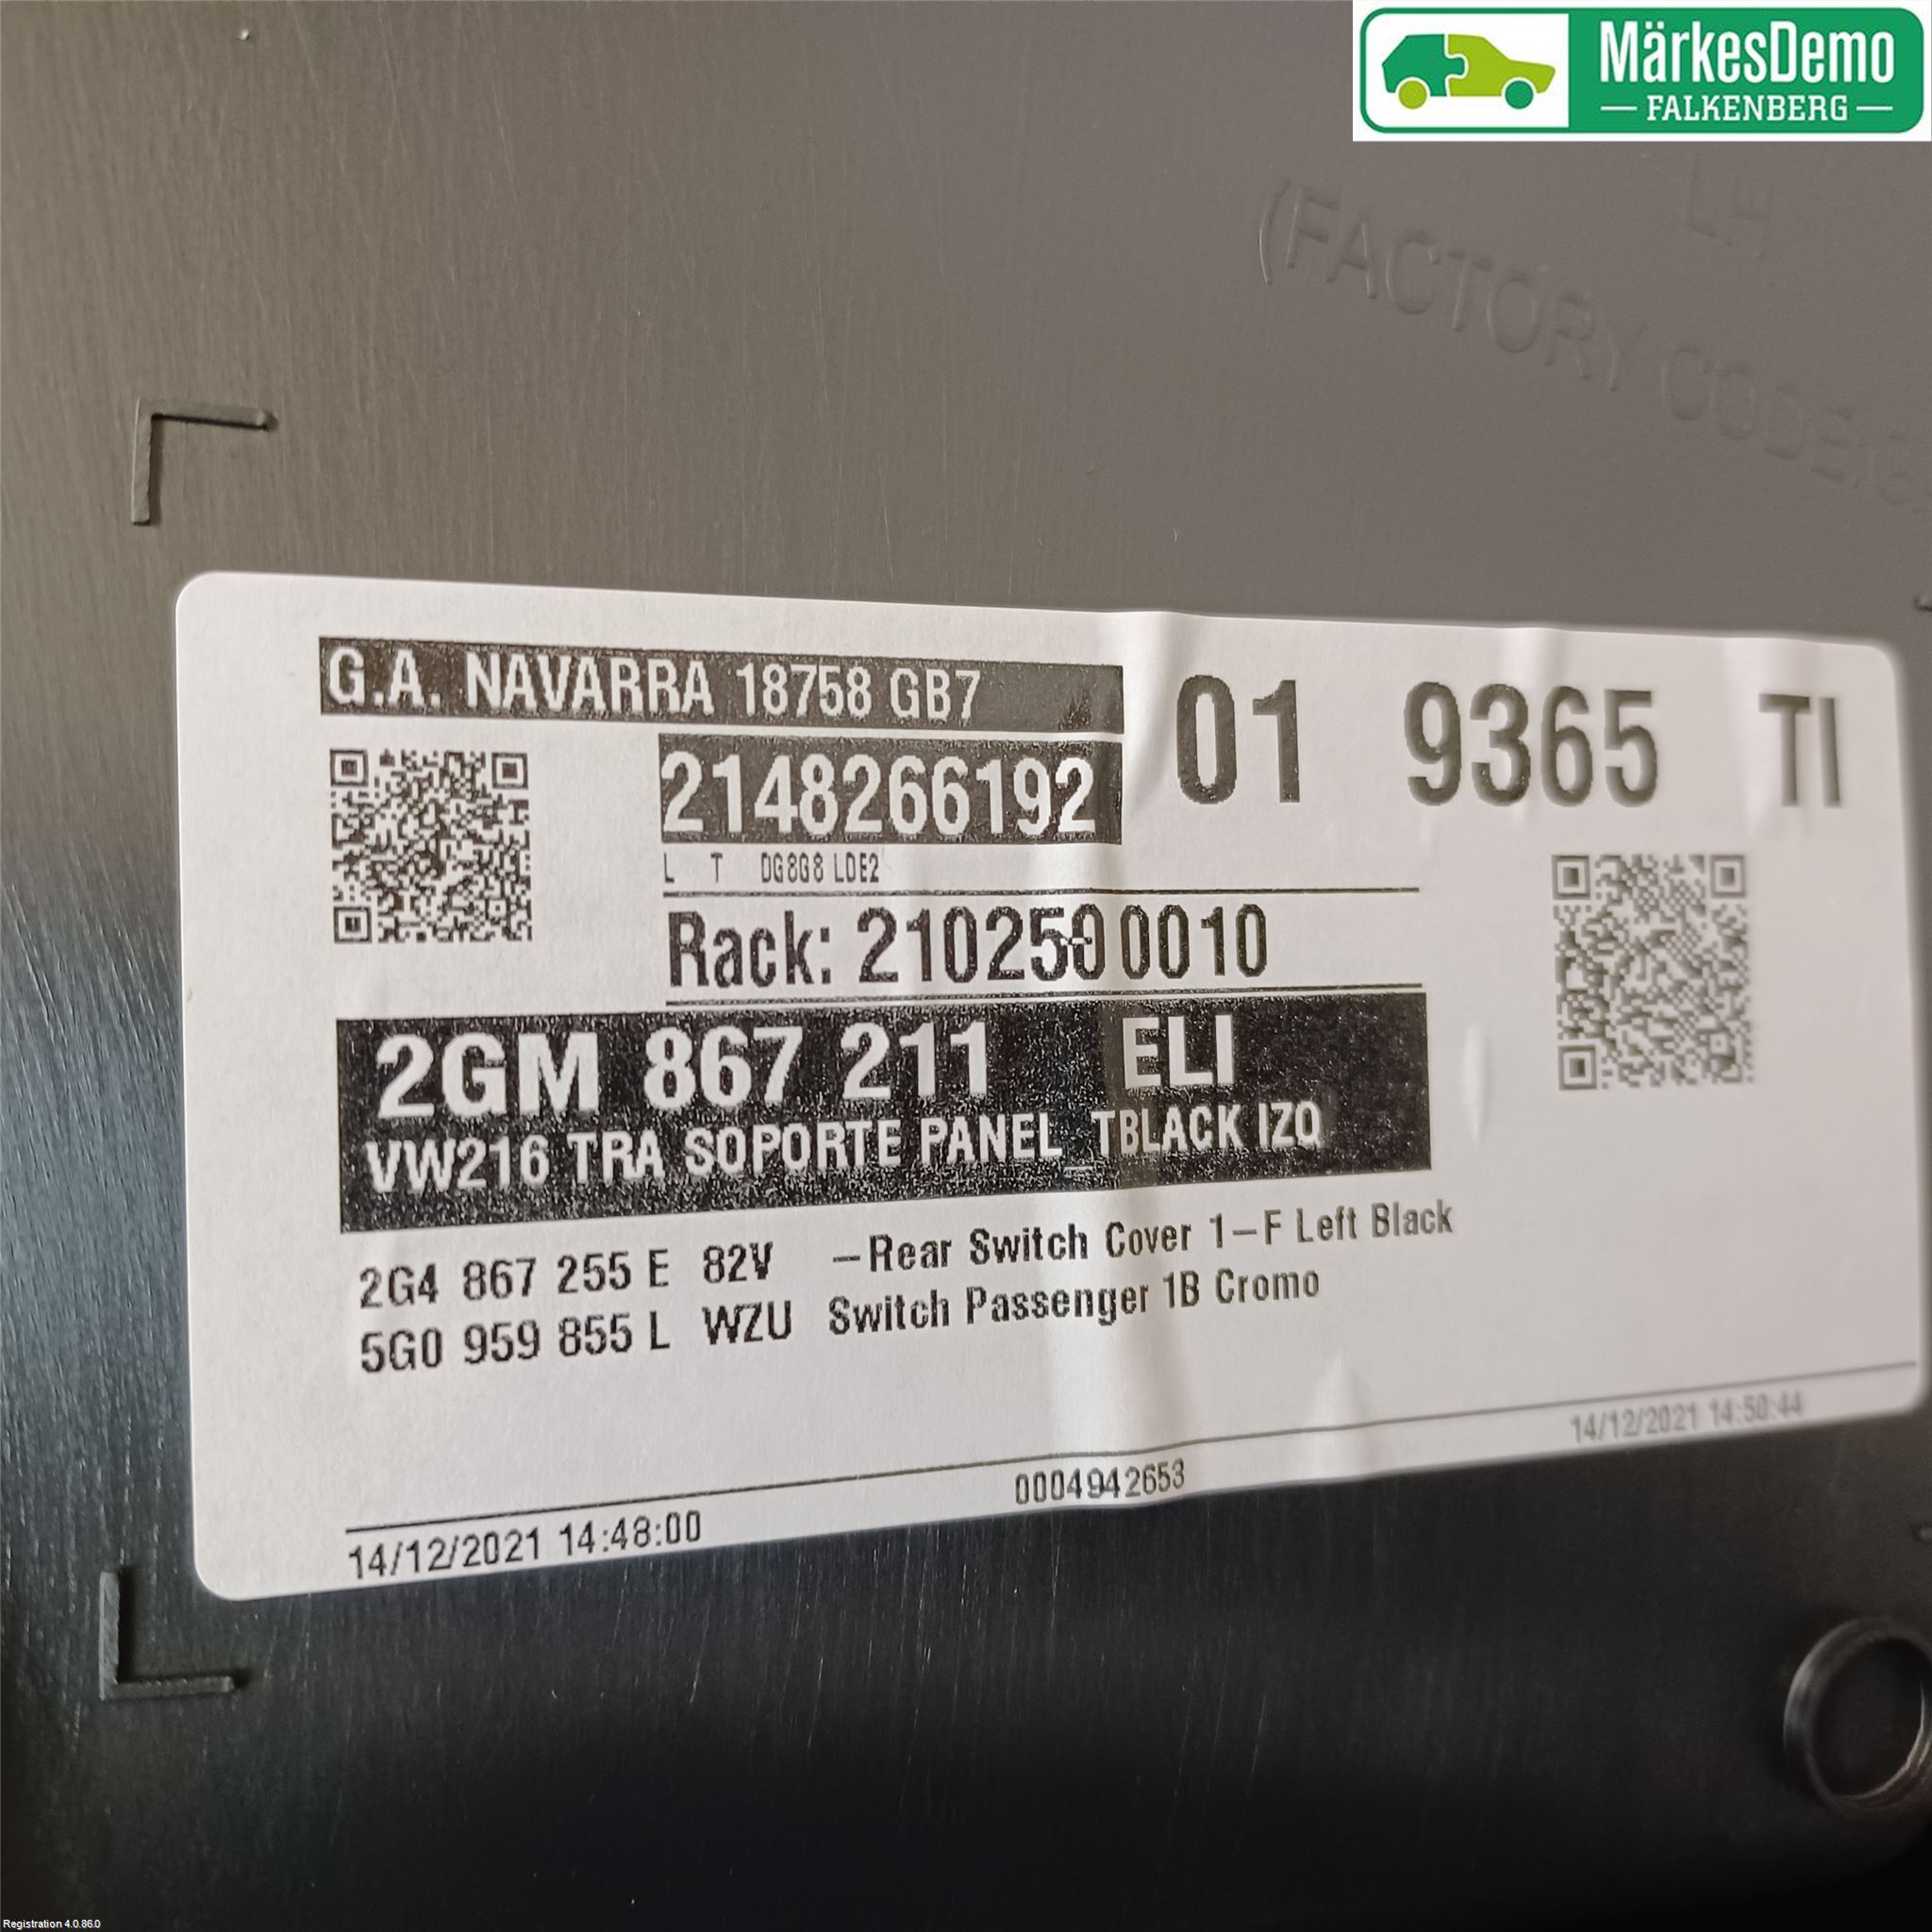 MärkesDemo
FALKENBERG
LH
(FACTORY CODE:G
G.A. NAVARRA 18758 GB7
01 9365 TI
2148266192
L T DG8G8 LDE2
Rack: 2102500010
2GM 867 211 ELI
VW216 TRA SOPORTE PANEL_TBLACK IZQ
2G4 867 255 E 82V —Rear Switch Cover 1—F Left Black
5G0 959 855 L WZU Switch Passenger 1B Cromo
14/12/2021 14:50:44
0004942653
14/12/2021 14:48:00
Registration 4.0.86.0